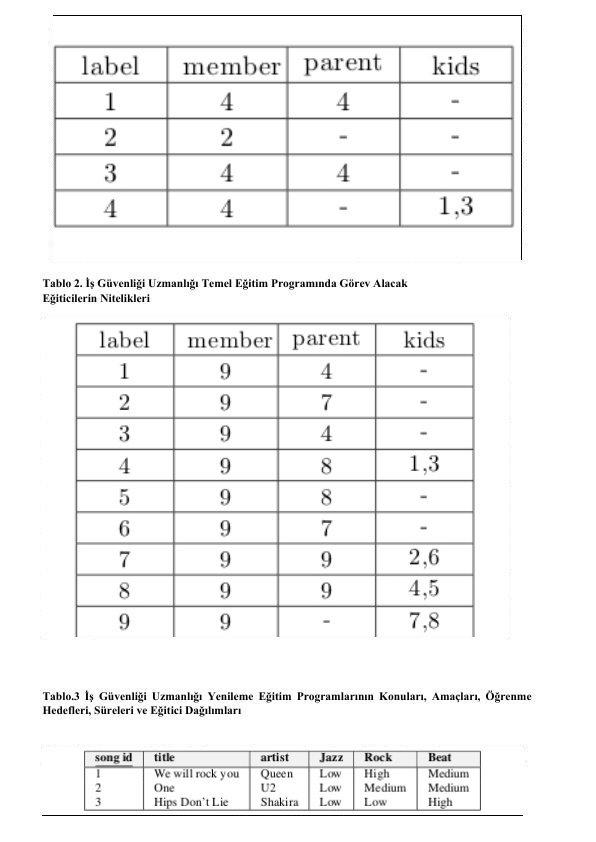 label member parent kids
1 4 4 -
2 2 - -
3 4 4 -
4 4 - 1,3
Tablo 2. İş Güvenliği Uzmanlığı Temel Eğitim Programında Görev Alacak
Eğiticilerin Nitelikleri
label member parent kids
1 9 4 -
2 9 7 -
3 9 4 -
4 9 8 1,3
5 9 8 -
6 9 7 -
7 9 9 2,6
8 9 9 4,5
9 9 - 7,8
Tablo.3 İş Güvenliği Uzmanlığı Yenileme Eğitim Programlarının Konuları, Amaçları, Öğrenme
Hedefleri, Süreleri ve Eğitici Dağılımları
song id title artist Jazz Rock Beat
1 We will rock you Queen Low High Medium
2 One U2 Low Medium Medium
3 Hips Don't Lie Shakira Low Low High